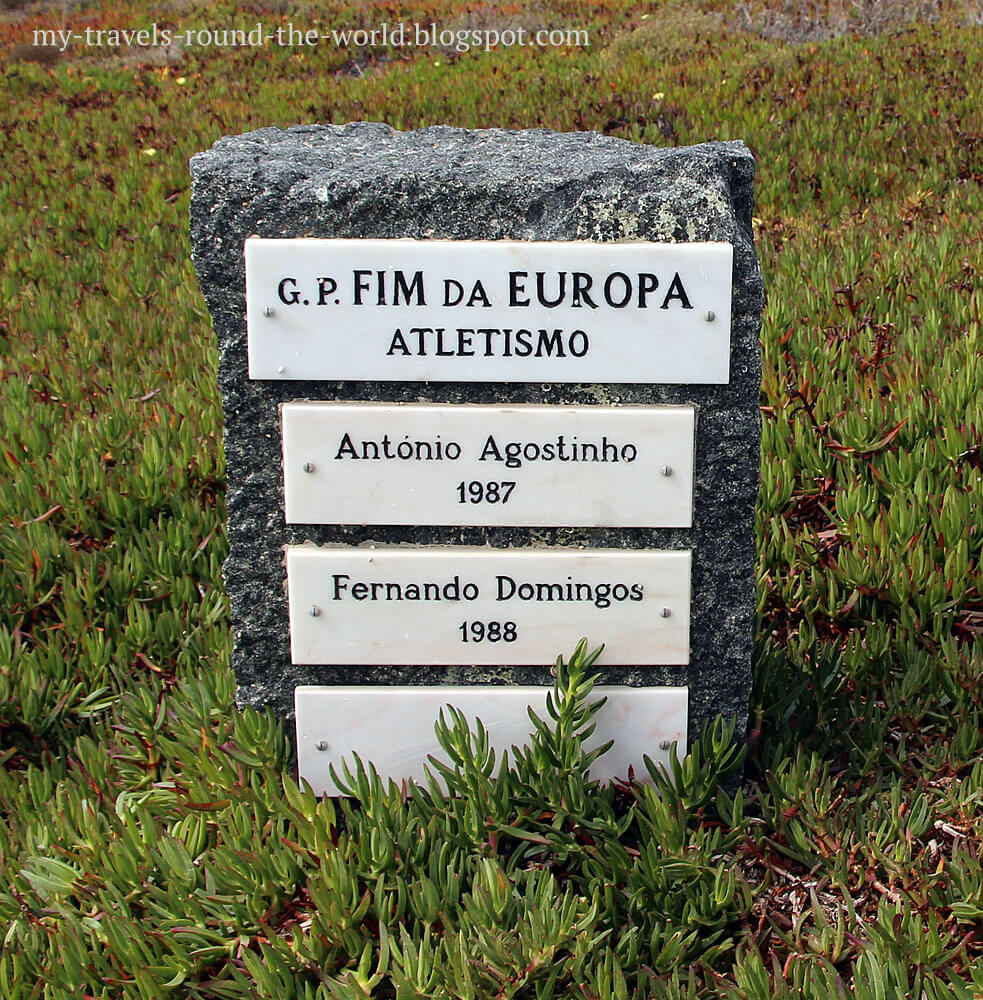 my-travels-round-the-world.blogspot.com
G.P. FIM DA EUROPA
ATLETISMO
António Agostinho
1987
Fernando Domingos
1988